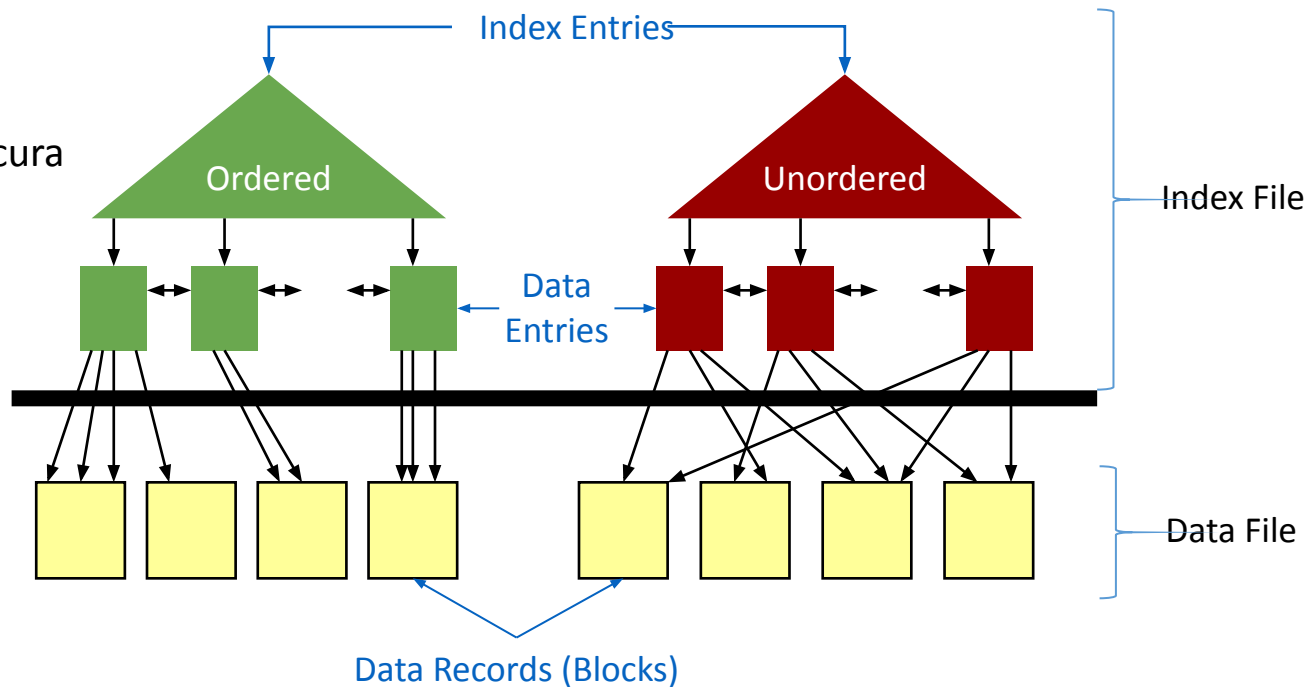 Index Entries
cura
Ordered
Unordered
Index File
Data
Entries
Data File
Data Records (Blocks)